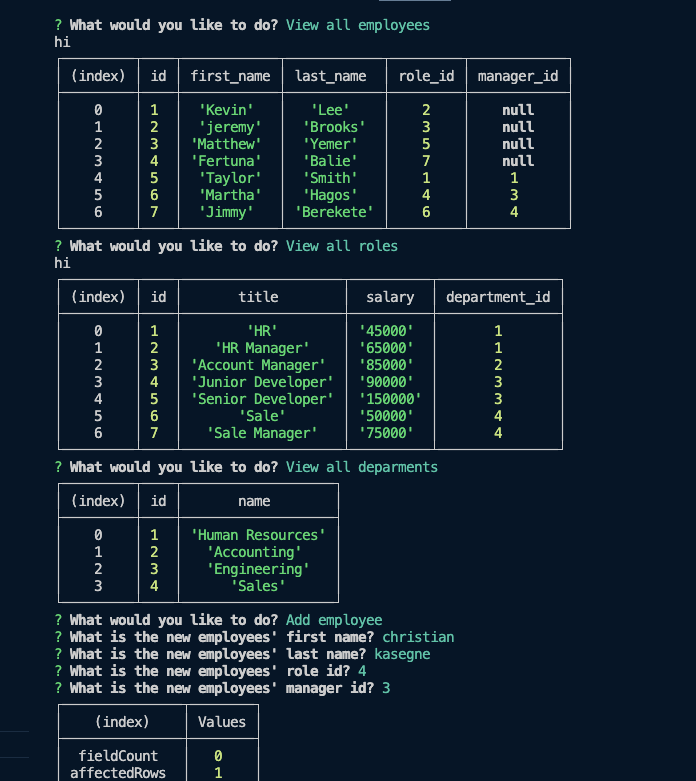 ? What would you like to do? View all employees
hi
(index) id first_name last_name role_id manager_id
0 1 'Kevin' 'Lee' 2 null
1 2 'jeremy' 'Brooks' 3 null
2 3 'Matthew' 'Yemer' 5 null
3 4 'Fertuna' 'Balie' 7 null
4 5 'Taylor' 'Smith' 1 1
5 6 'Martha' 'Hagos' 4 3
6 7 'Jimmy' 'Berekete' 6 4
? What would you like to do? View all roles
hi
(index) id title salary department_id
0 1 'HR' '45000' 1
1 2 'HR Manager' '65000' 1
2 3 'Account Manager' '85000' 2
3 4 'Junior Developer' '90000' 3
4 5 'Senior Developer' '150000' 3
5 6 'Sale' '50000' 4
6 7 'Sale Manager' '75000' 4
? What would you like to do? View all deparments
(index) id name
0 1 'Human Resources'
1 2 'Accounting'
2 3 'Engineering'
3 4 'Sales'
? What would you like to do? Add employee
? What is the new employees' first name? christian
? What is the new employees' last name? kasegne
? What is the new employees' role id? 4
? What is the new employees' manager id? 3
(index) Values
fieldCount 0
affectedRows 1